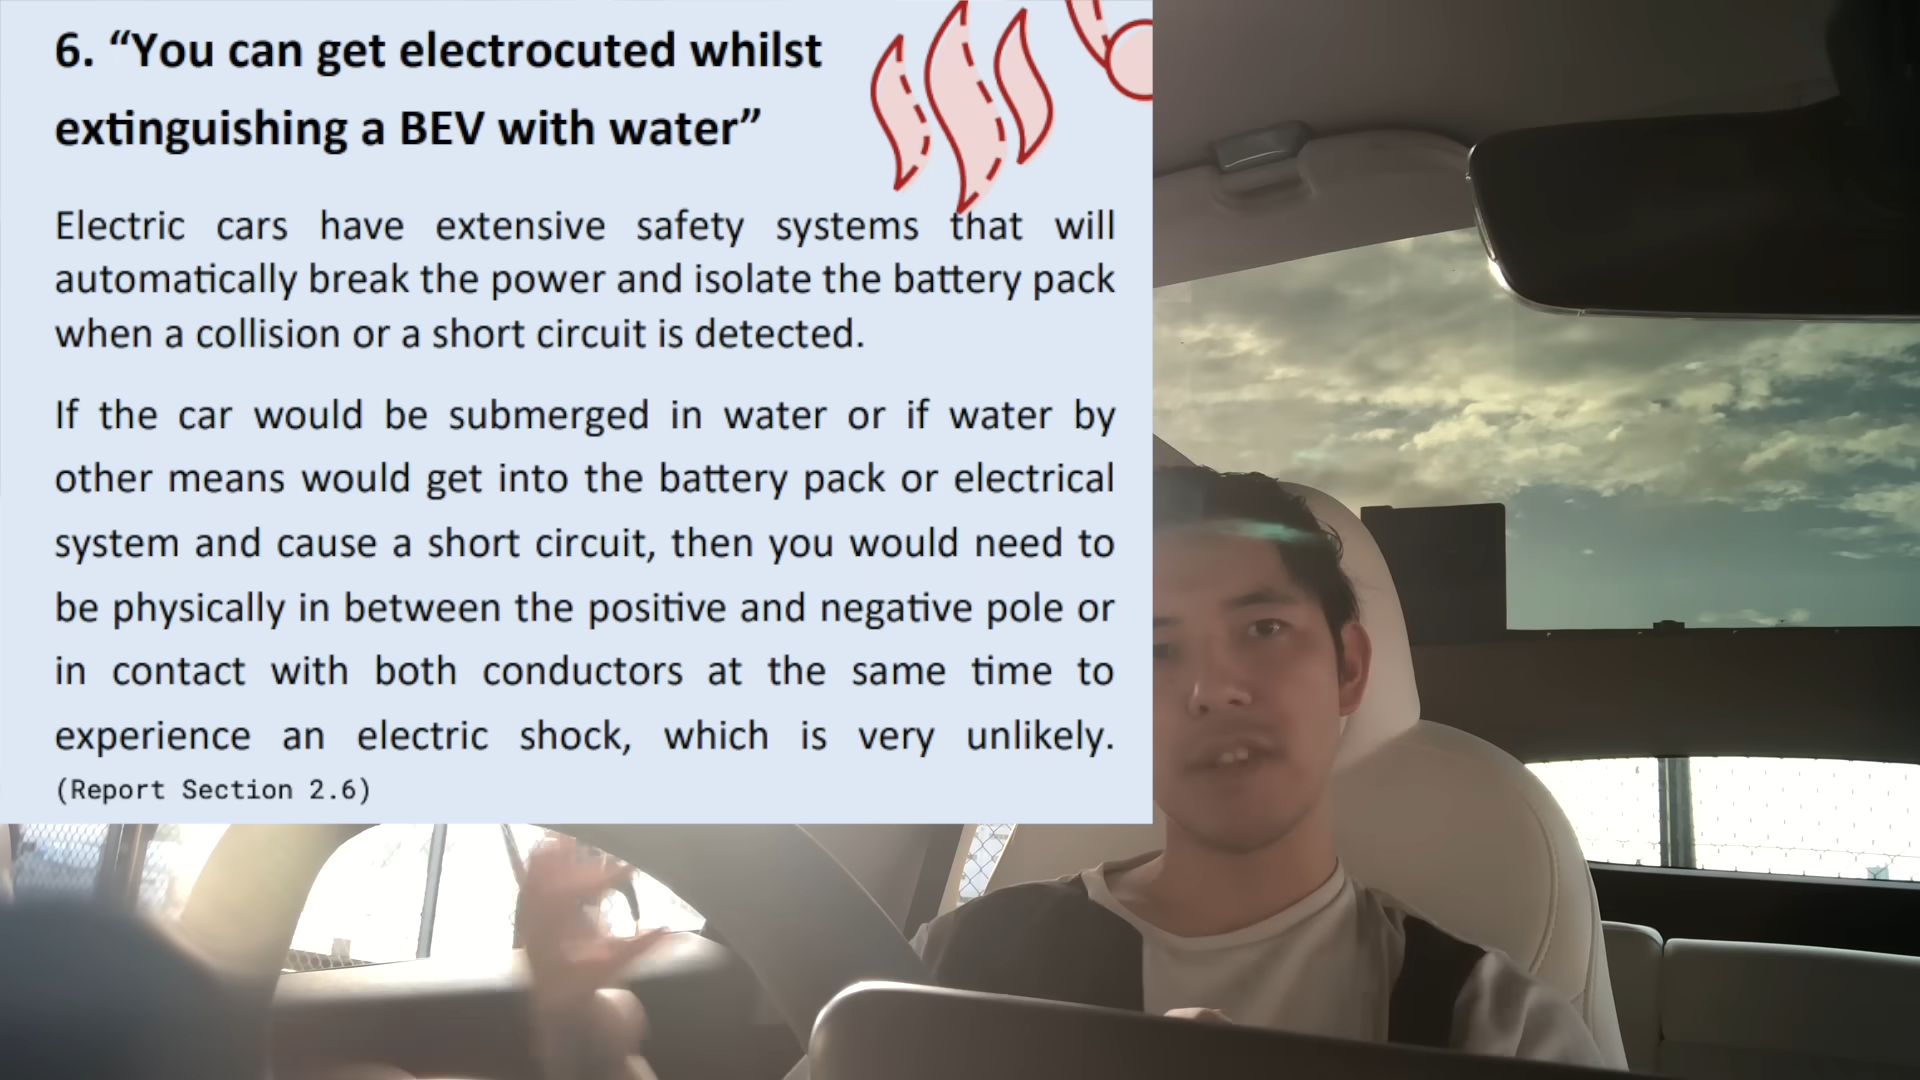 6. “You can get electrocuted whilst
extinguishing a BEV with water”
Electric cars have extensive safety systems that will
automatically break the power and isolate the battery pack
when a collision or a short circuit is detected.
If the car would be submerged in water or if water by
other means would get into the battery pack or electrical
system and cause a short circuit, then you would need to
be physically in between the positive and negative pole or
in contact with both conductors at the same time to
experience an electric shock, which is very unlikely.
(Report Section 2.6)